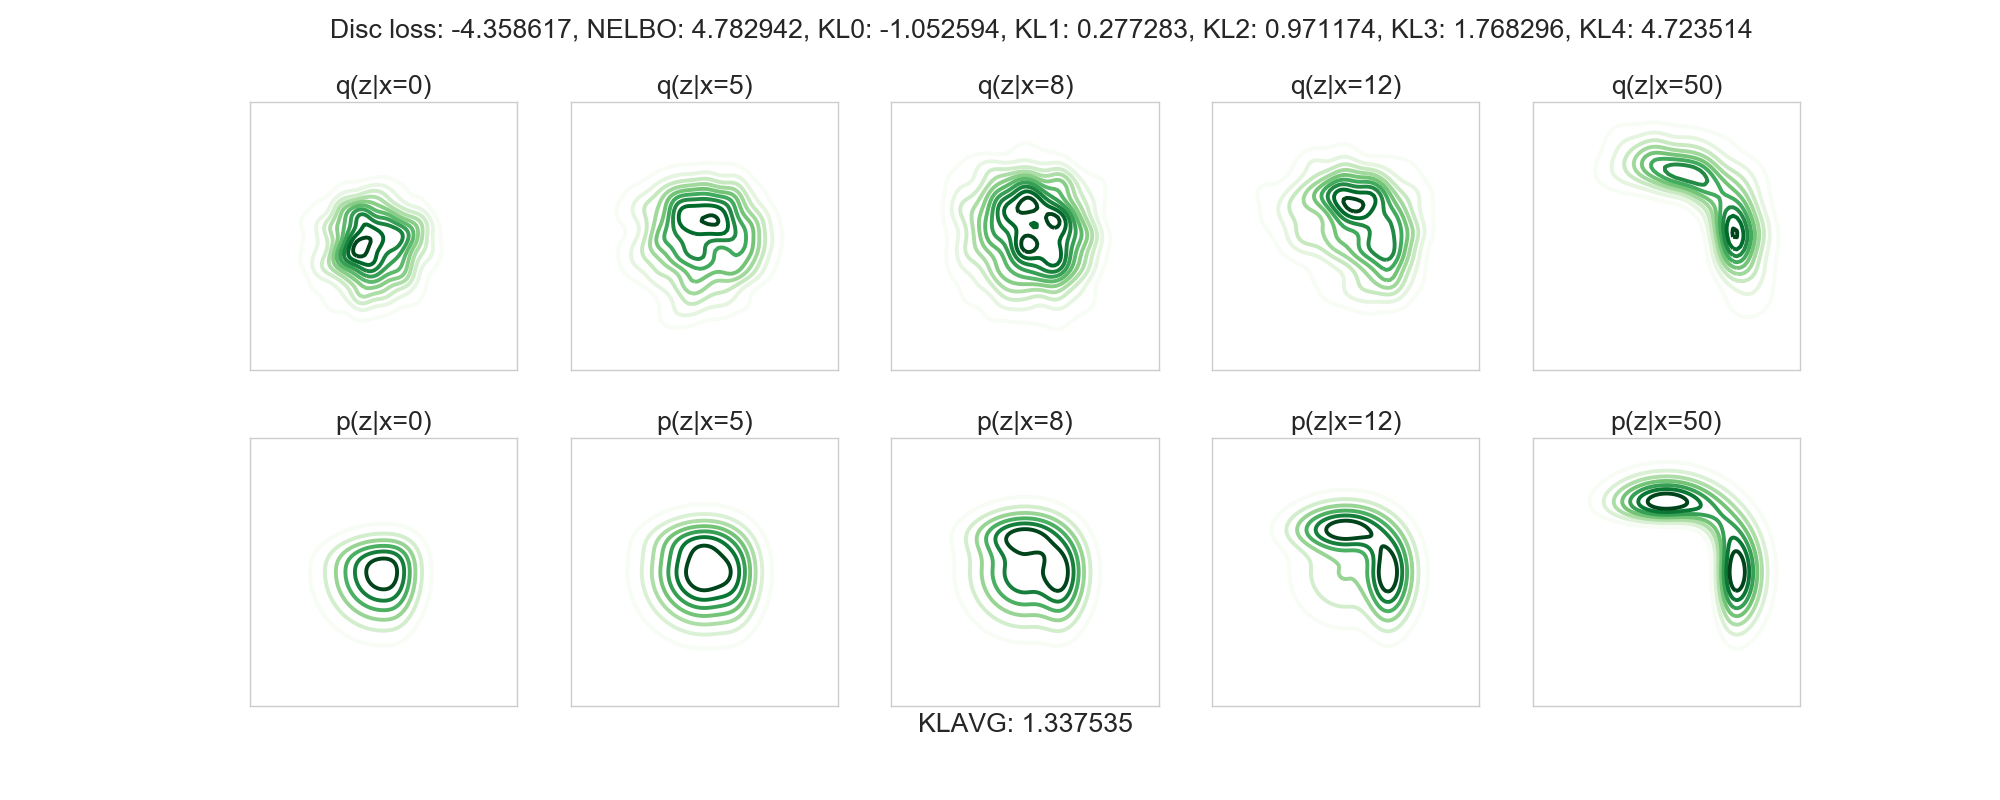 Disc loss: -4.358617, NELBO: 4.782942, KL0: -1.052594, KL1: 0.277283, KL2: 0.971174, KL3: 1.768296, KL4: 4.723514
q(z|x=0) q(z|x=5) q(z|x=8) q(z|x=12) q(z|x=50)
p(z|x=0) p(z|x=5) p(z|x=8) p(z|x=12) p(z|x=50)
KLAVG: 1.337535